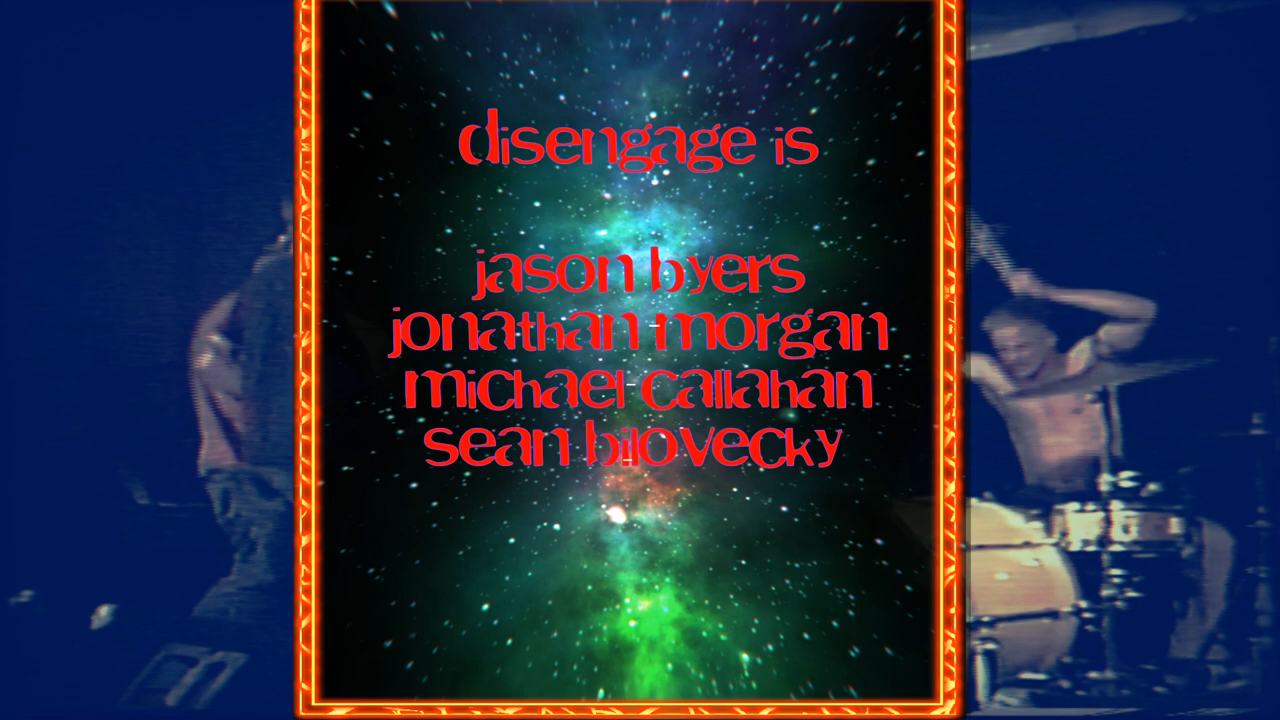 disengage is
jason byers
jonathan morgan
michael callahan
sean bilovecky